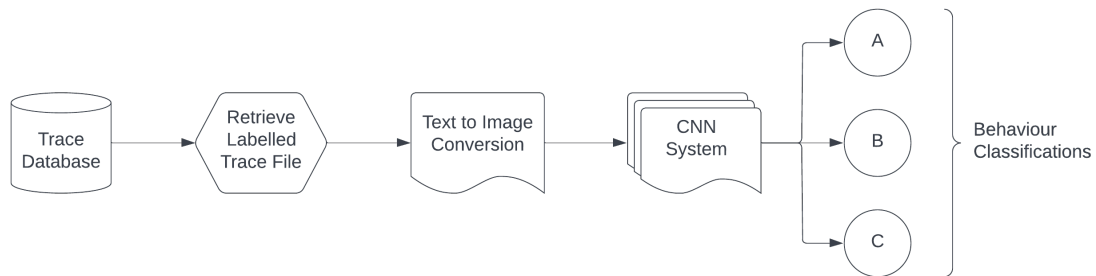 Trace
Database
Retrieve
Labelled
Trace File
Text to Image
Conversion
CNN
System
A
B
C
Behaviour
Classifications